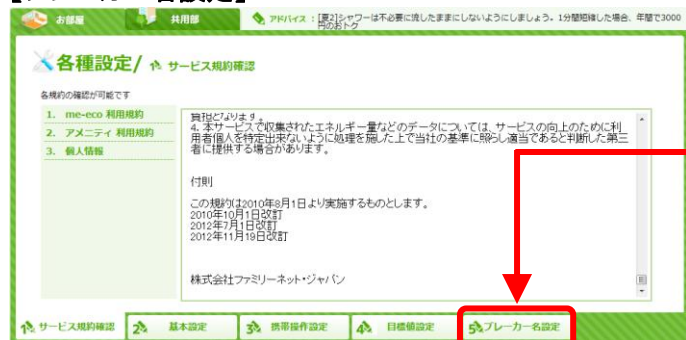 お部屋
共用部
アドバイス：[夏2]シャワーは不必要に流したままにしないようにしましょう。1分間短縮した場合、年間で3000
円のおトク
各種設定/ サービス規約確認
各規約の確認が可能です
1. me-eco 利用規約
2. アメニティ 利用規約
3. 個人情報
負担となります。
4. 本サービスで収集されたエネルギー量などのデータについては、サービスの向上のために利
用者個人を特定出来ないように処理を施した上で当社の基準に照らし適当であると判断した第三
者に提供する場合があります。
付則
この規約は2010年8月1日より実施するものとします。
2010年10月1日改訂
2012年7月1日改訂
2012年11月19日改訂
株式会社ファミリーネット・ジャパン
1 サービス規約確認
2 基本設定
3 携帯操作設定
4 目標値設定
5 ブレーカー名設定